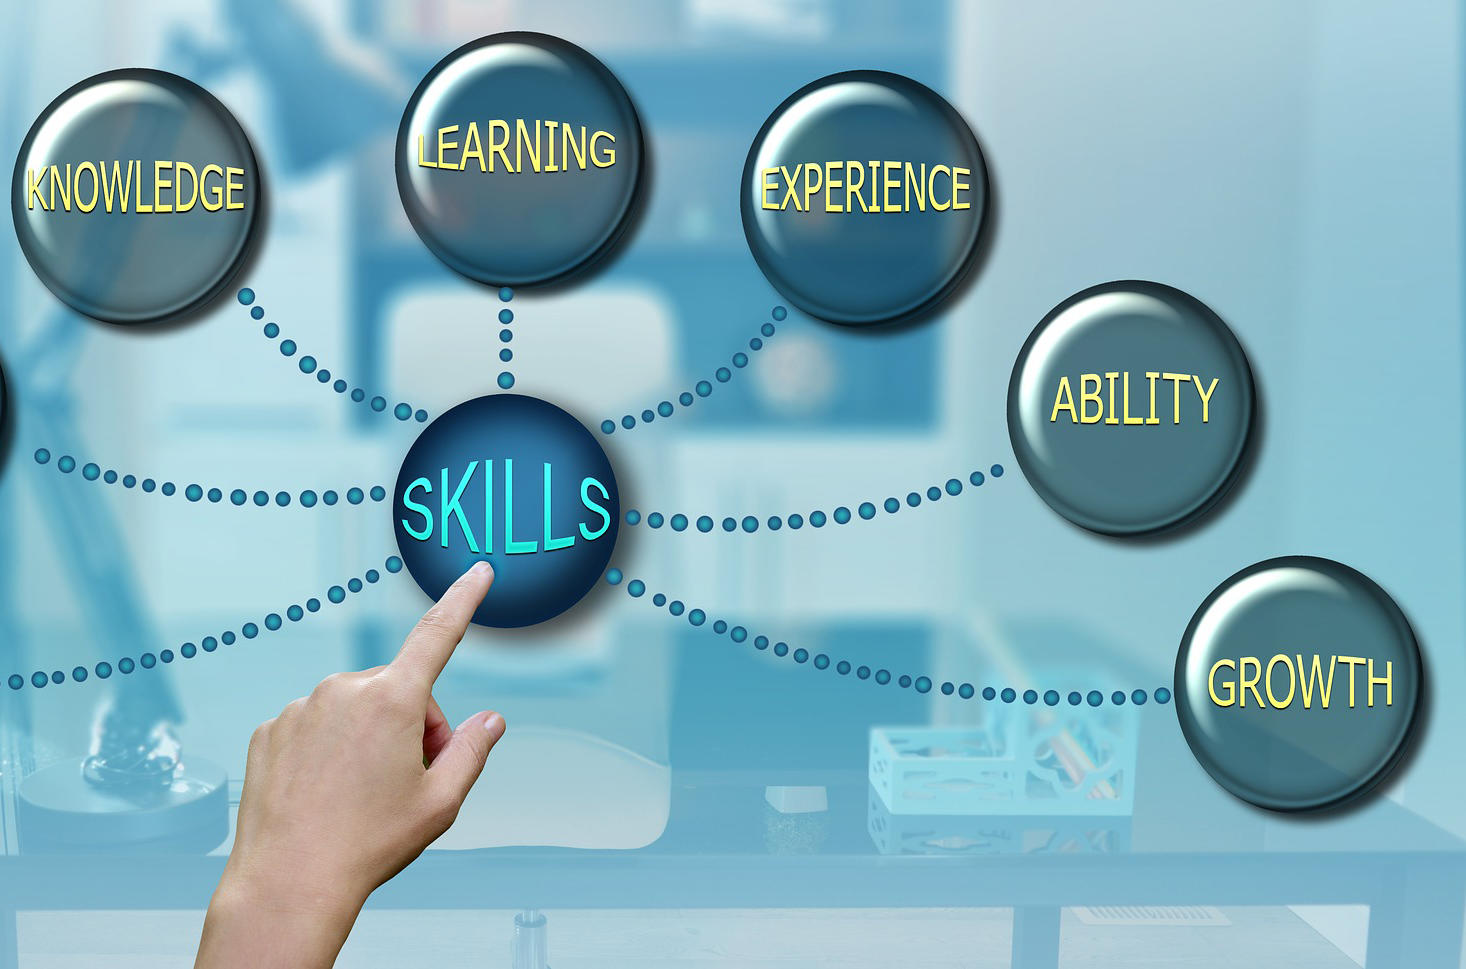 KNOWLEDGE
LEARNING
EXPERIENCE
ABILITY
SKILLS
GROWTH